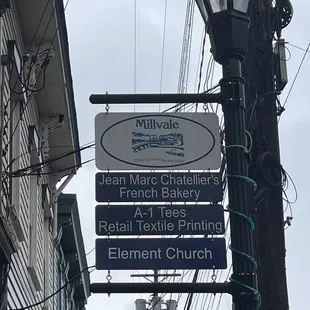 Millvale
Jean Marc Chatellier's
French Bakery
A-1 Tees
Retail Textile Printing
Element Church